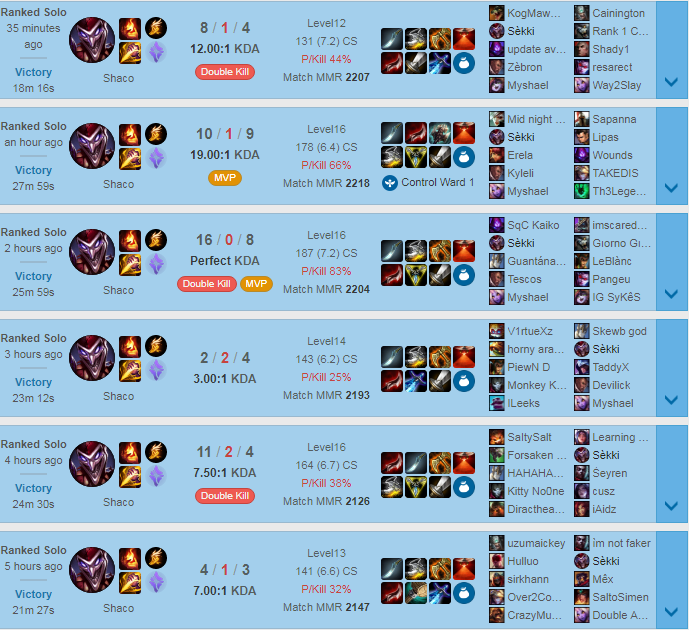 Ranked Solo
35 minutes
ago
Victory
18m 16s
Shaco
8 / 1 / 4
12.00:1 KDA
Double Kill
Level12
131 (7.2) CS
P/Kill 44%
Match MMR 2207
KogMaw...
Sèkki
update av...
Zèbron
Myshael
Cainington
Rank 1 C...
Shady1
resarect
Way2Slay
Ranked Solo
an hour ago
Victory
27m 59s
Shaco
10 / 1 / 9
19.00:1 KDA
MVP
Level16
178 (6.4) CS
P/Kill 66%
Match MMR 2218
Control Ward 1
Mid night ...
Sèkki
Erela
Kyleli
Myshael
Sapanna
Lipas
Wounds
TAKEDIS
Th3Lege...
Ranked Solo
2 hours ago
Victory
25m 59s
Shaco
16 / 0 / 8
Perfect KDA
Double Kill MVP
Level16
187 (7.2) CS
P/Kill 83%
Match MMR 2204
SqC Kaiko
Sèkki
Guantána...
Tescos
Myshael
imscared...
Giorno Gi...
LeBlànc
Pangeu
IG SyKêS
Ranked Solo
3 hours ago
Victory
23m 12s
Shaco
2 / 2 / 4
3.00:1 KDA
Level14
143 (6.2) CS
P/Kill 25%
Match MMR 2193
V1rtueXz
horny ara...
PiewN D
Monkey K...
ILeeks
Skewb god
Sèkki
TaddyX
Devilick
Myshael
Ranked Solo
4 hours ago
Victory
24m 30s
Shaco
11 / 2 / 4
7.50:1 KDA
Double Kill
Level16
164 (6.7) CS
P/Kill 38%
Match MMR 2126
SaltySalt
Forsaken ...
HAHAHA...
Kitty No0ne
Diracthea...
Learning ...
Sèkki
Seyren
cusz
iAidz
Ranked Solo
5 hours ago
Victory
21m 27s
Shaco
4 / 1 / 3
7.00:1 KDA
Level13
141 (6.6) CS
P/Kill 32%
Match MMR 2147
uzumaickey
Hulluo
sirkhann
Over2Co...
CrazyMu...
im not faker
Sèkki
Mêx
SaltoSimen
Double A...